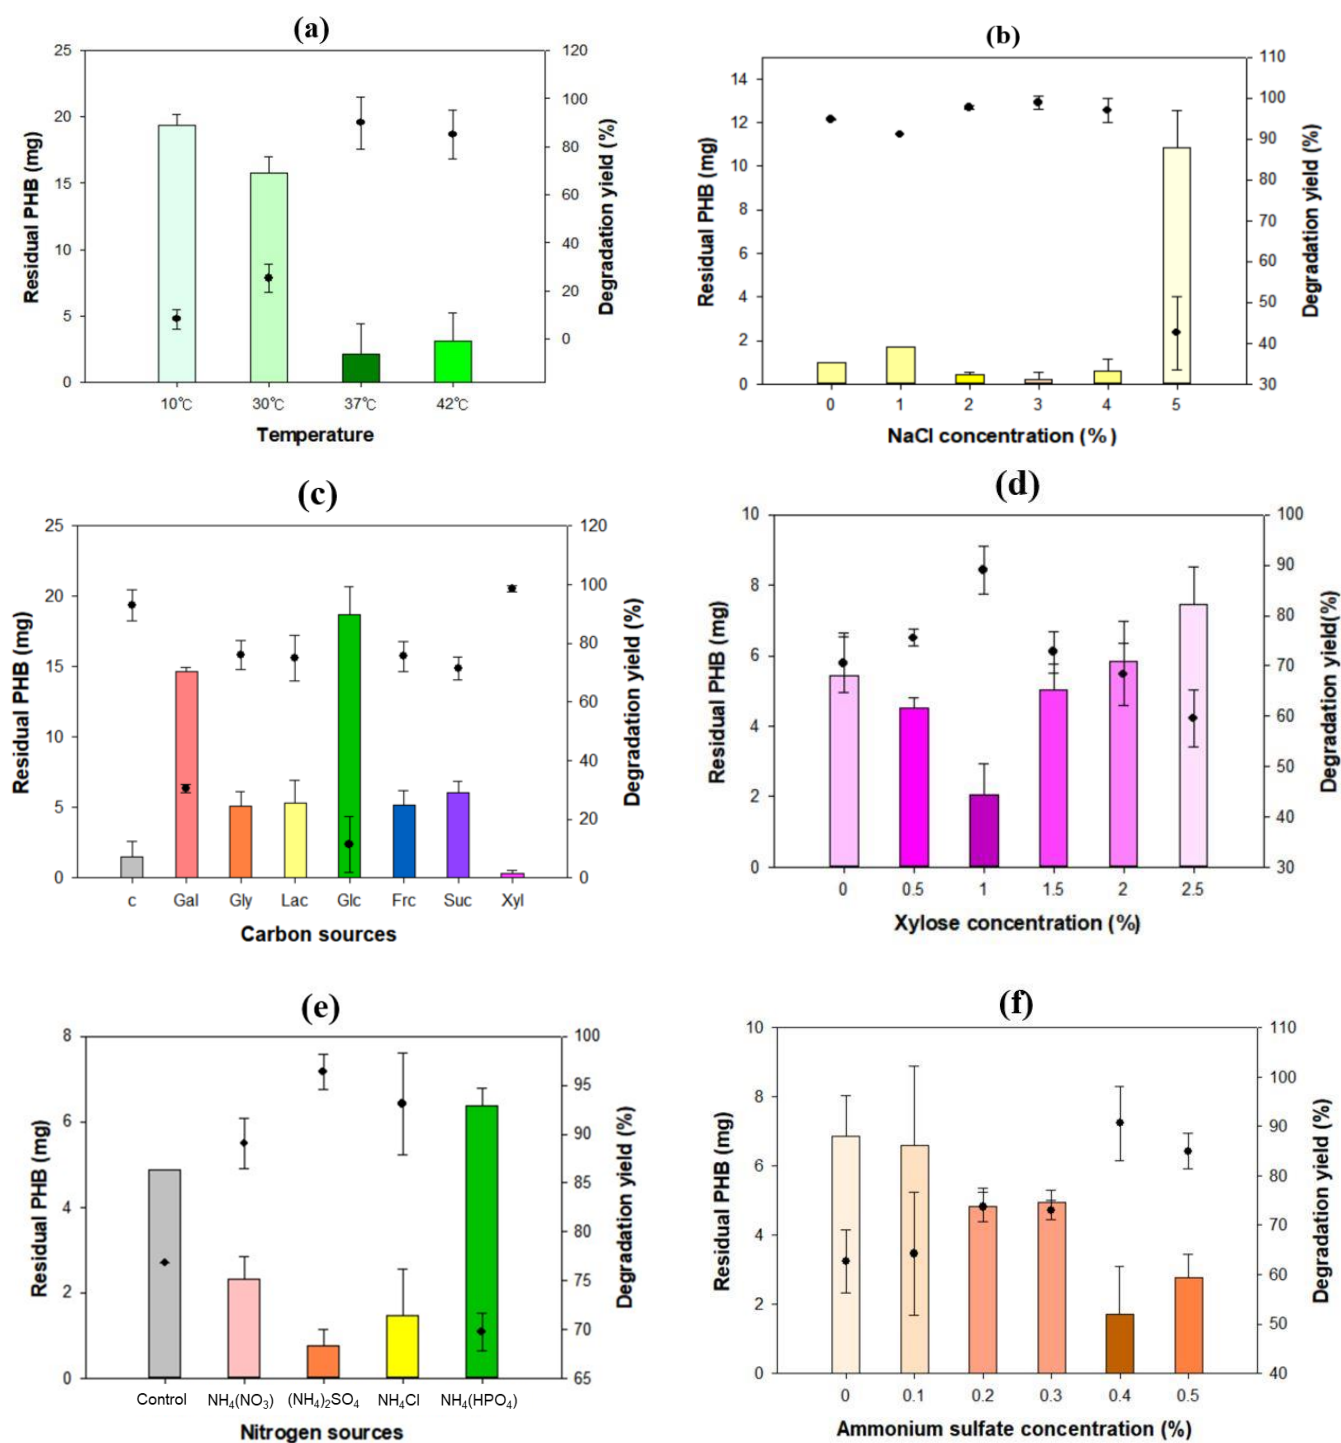 (a)
25
20
15
10
5
0
Residual PHB (mg)
120
100
80
60
40
20
0
Degradation yield (%)
10℃ 30℃ 37℃ 42℃
Temperature
(b)
14
12
10
8
6
4
2
0
Residual PHB (mg)
110
100
90
80
70
60
50
40
30
Degradation yield (%)
0 1 2 3 4 5
NaCl concentration (%)
(c)
25
20
15
10
5
0
Residual PHB (mg)
120
100
80
60
40
20
0
Degradation yield (%)
c Gal Gly Lac Glc Frc Suc Xyl
Carbon sources
(d)
10
8
6
4
2
0
Residual PHB (mg)
100
90
80
70
60
50
40
30
Degradation yield(%)
0 0.5 1 1.5 2 2.5
Xylose concentration (%)
(e)
8
6
4
2
0
Residual PHB (mg)
100
95
90
85
80
75
70
65
Degradation yield (%)
Control NH₄(NO₃) (NH₄)₂SO₄ NH₄Cl NH₄(HPO₄)
Nitrogen sources
(f)
10
8
6
4
2
0
Residual PHB (mg)
110
100
90
80
70
60
50
40
Degradation yield (%)
0 0.1 0.2 0.3 0.4 0.5
Ammonium sulfate concentration (%)